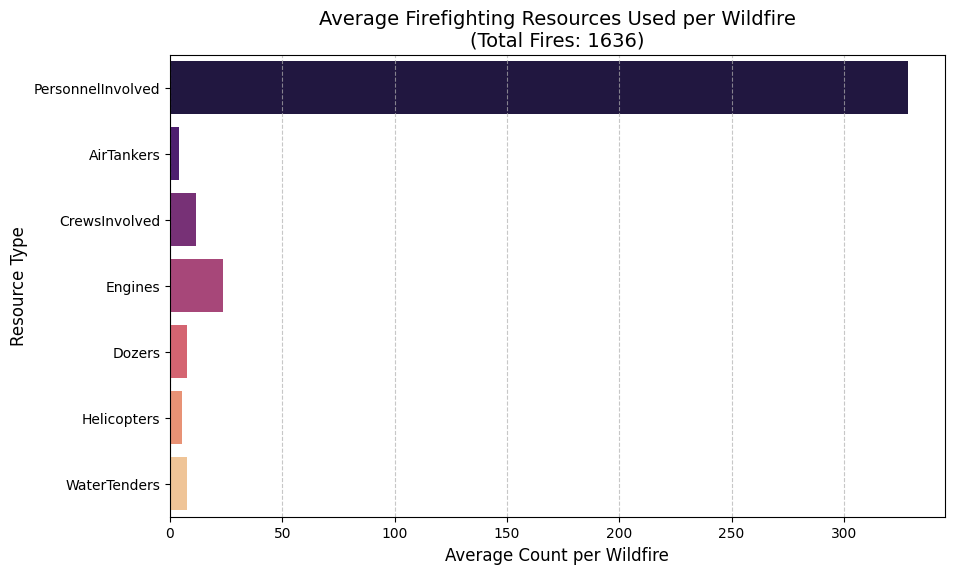 Average Firefighting Resources Used per Wildfire
(Total Fires: 1636)
Resource Type
PersonnelInvolved
AirTankers
CrewsInvolved
Engines
Dozers
Helicopters
WaterTenders
0 50 100 150 200 250 300
Average Count per Wildfire